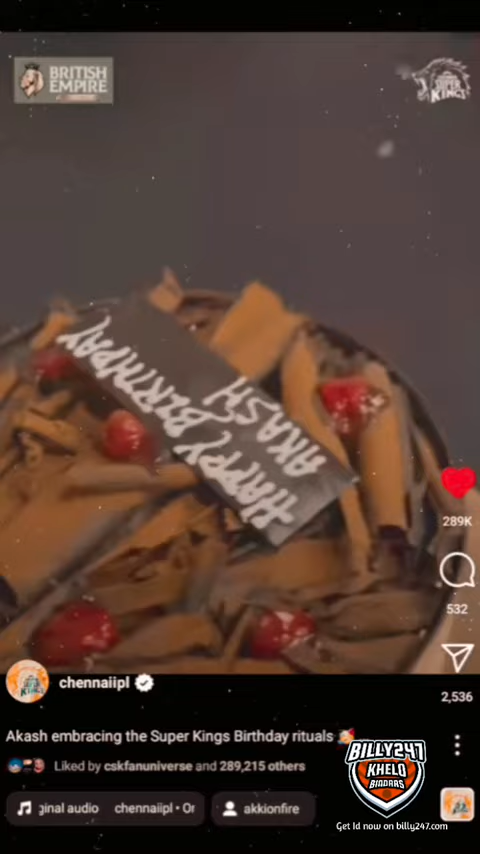 BRITISH
EMPIRE
SUPER
KINGS
HAPPY BIRTHDAY
AKASH
289K
532
chennaiipl
2,536
Akash embracing the Super Kings Birthday rituals 🥳
Liked by cskfanuniverse and 289,215 others
ginal audio chennaiipl • Or
akkionfire
BILLY247
KHELO
BINDAAS
Get Id now on billy247.com